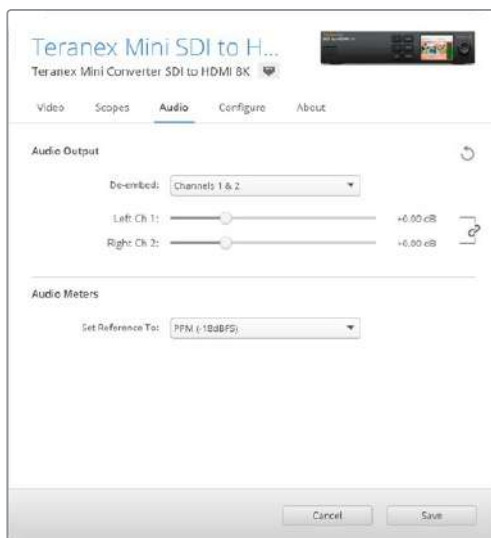 Teranex Mini SDI to H...
Teranex Mini Converter SDI to HDMI 8K
Video Scopes Audio Configure About
Audio Output
De-embed: Channels 1 & 2
Left Ch 1: +6.00 dB
Right Ch 2: +6.00 dB
Audio Meters
Set Reference To: PPM (-18dBFS)
Cancel Save